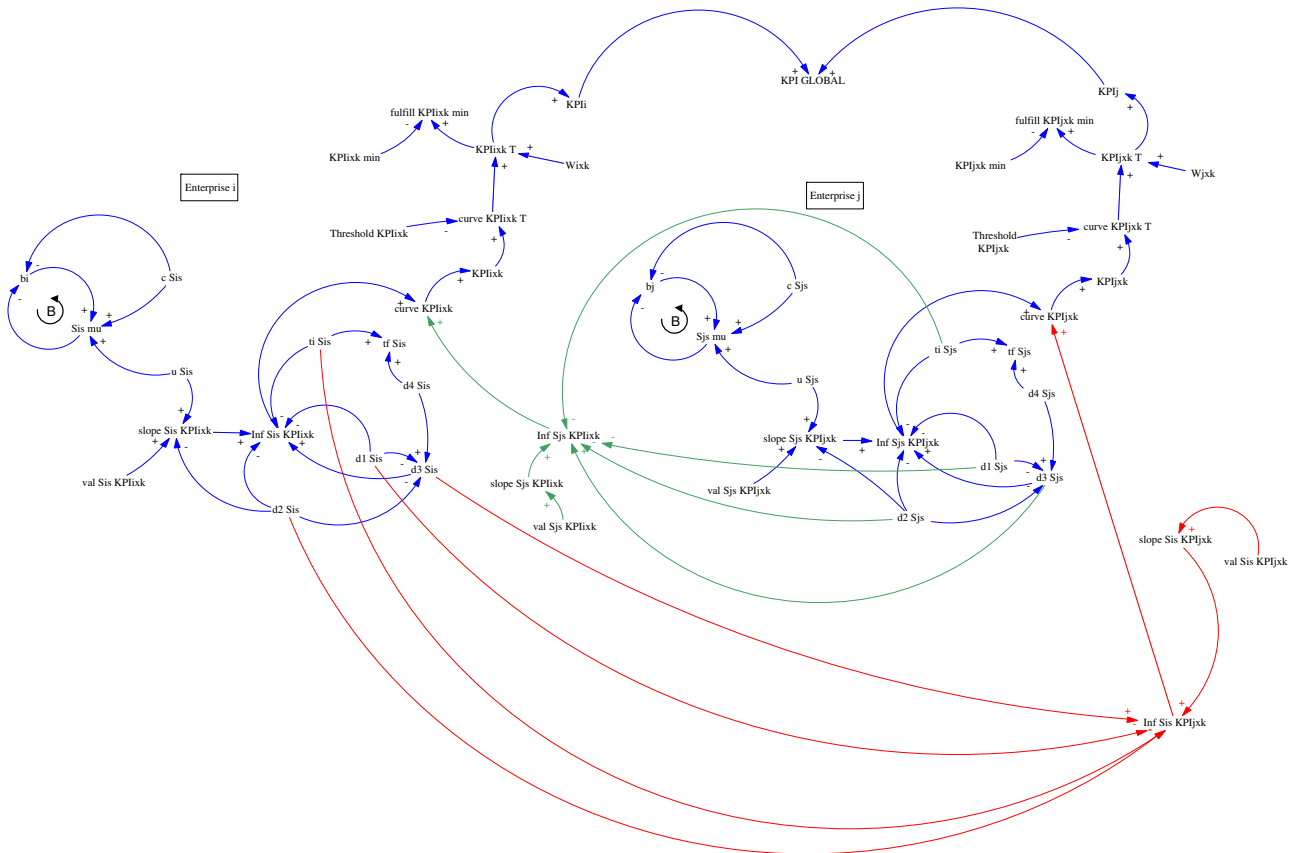 KPI GLOBAL
KPIi
KPIj
fulfill KPIixk min
fulfill KPIjxk min
KPIixk min
KPIixk T
Wixk
KPIjxk min
KPIjxk T
Wjxk
Enterprise i
Enterprise j
Threshold KPIixk
curve KPIixk T
Threshold
KPIjxk
curve KPIjxk T
bi
c Sis
KPIixk
bj
c Sjs
KPIjxk
B
Sis mu
curve KPIixk
B
Sjs mu
curve KPIjxk
ti Sis
tf Sis
ti Sjs
tf Sjs
u Sis
d4 Sis
u Sjs
d4 Sjs
slope Sis KPIixk
Inf Sis KPIixk
Inf Sjs KPIixk
slope Sjs KPIjxk
Inf Sjs KPIjxk
d1 Sis
d3 Sis
d1 Sjs
d3 Sjs
val Sis KPIixk
slope Sjs KPIixk
val Sjs KPIjxk
d2 Sis
val Sjs KPIixk
d2 Sjs
slope Sis KPIjxk
val Sis KPIjxk
Inf Sis KPIjxk